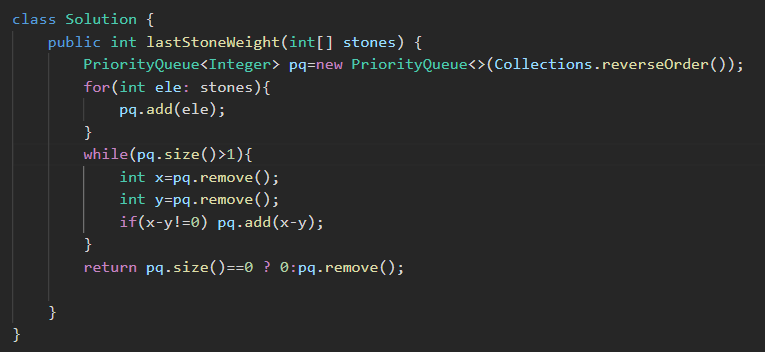 class Solution {
public int lastStoneWeight(int[] stones) {
PriorityQueue<Integer> pq=new PriorityQueue<>(Collections.reverseOrder());
for(int ele: stones){
pq.add(ele);
}
while(pq.size()>1){
int x=pq.remove();
int y=pq.remove();
if(x-y!=0) pq.add(x-y);
}
return pq.size()==0 ? 0:pq.remove();
}
}